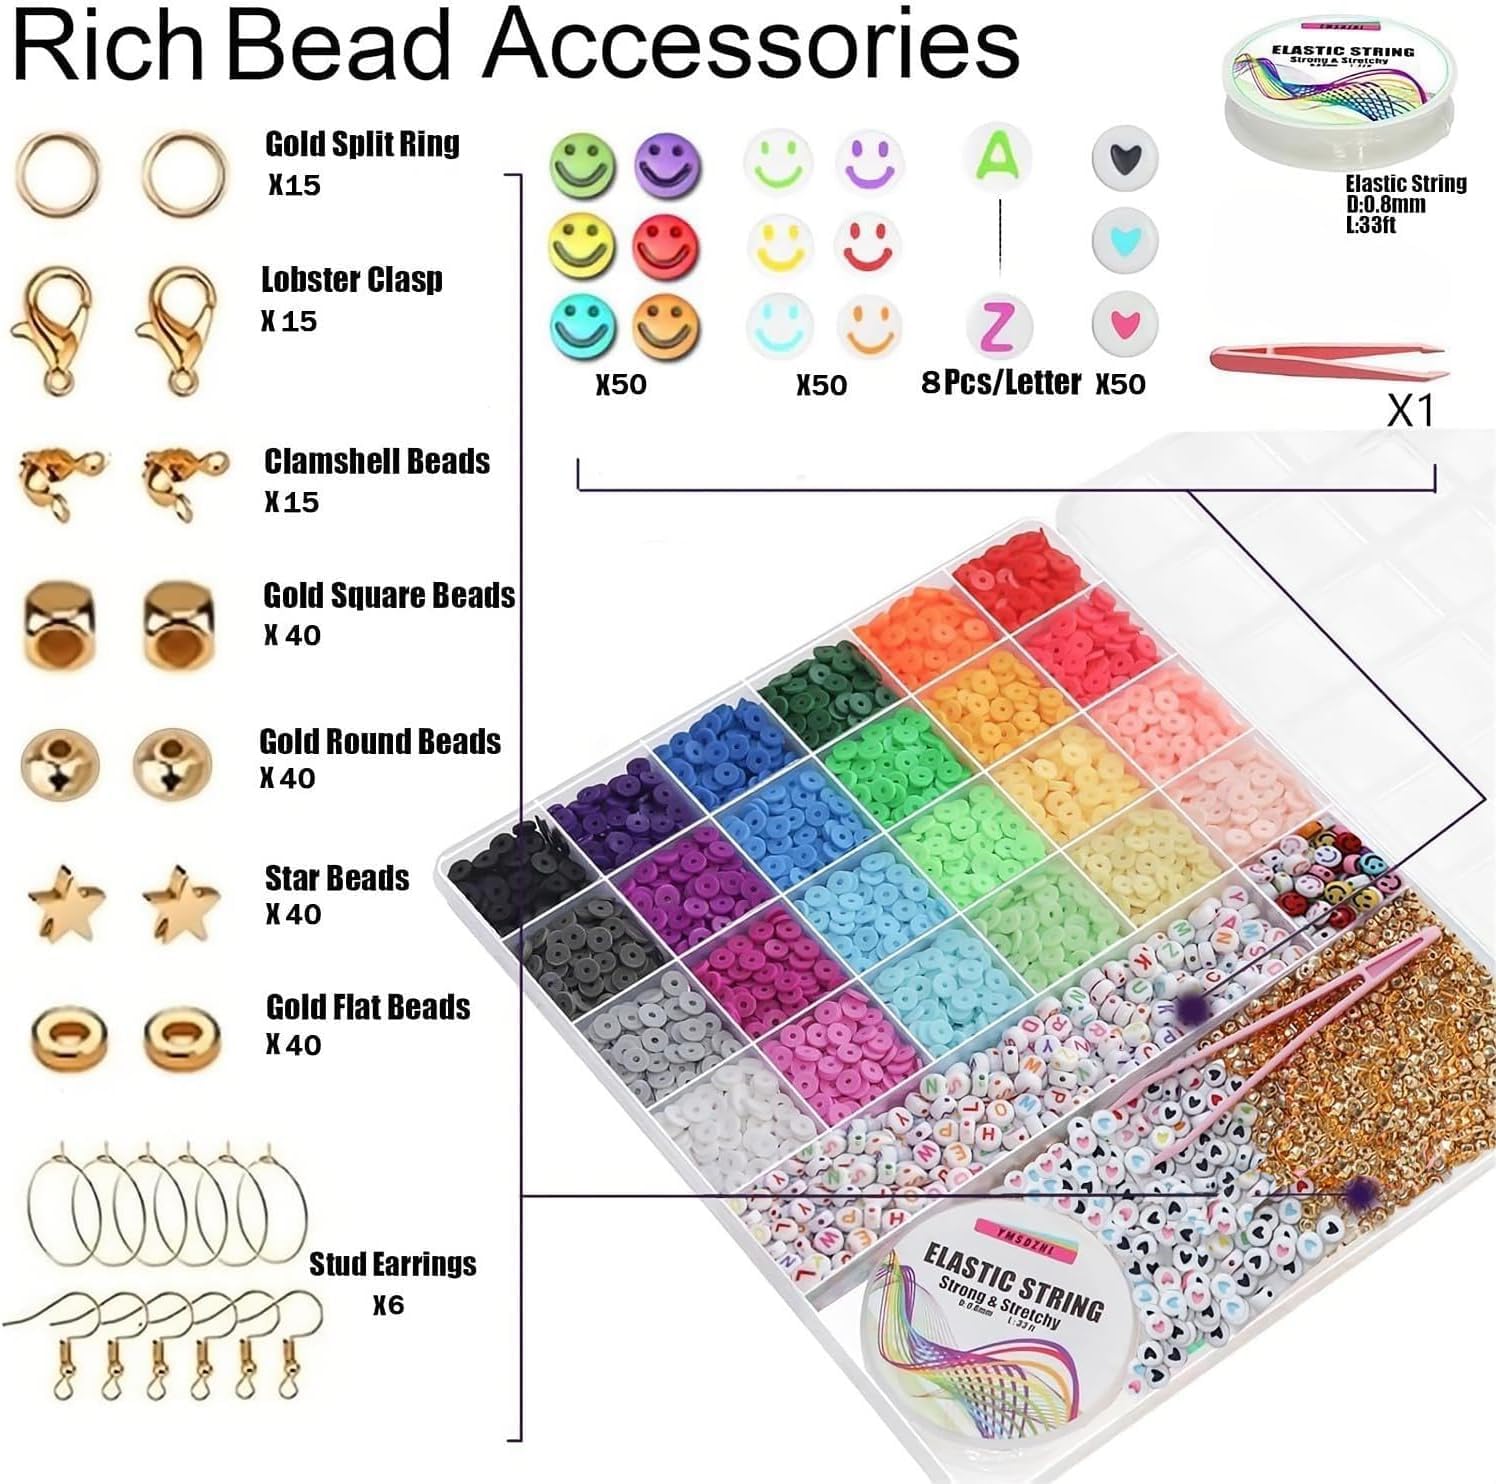 Rich Bead Accessories
Gold Split Ring
X15
Lobster Clasp
X 15
Clamshell Beads
X 15
Gold Square Beads
X 40
Gold Round Beads
X 40
Star Beads
X 40
Gold Flat Beads
X 40
Stud Earrings
X6
X50
X50
A
Z
8 Pcs/Letter
X50
YMSDZHI
ELASTIC STRING
Strong & Stretchy
Elastic String
D:0.8mm
L:33ft
X1
YMSDZHI
ELASTIC STRING
Strong & Stretchy
D:0.8mm L:33ft